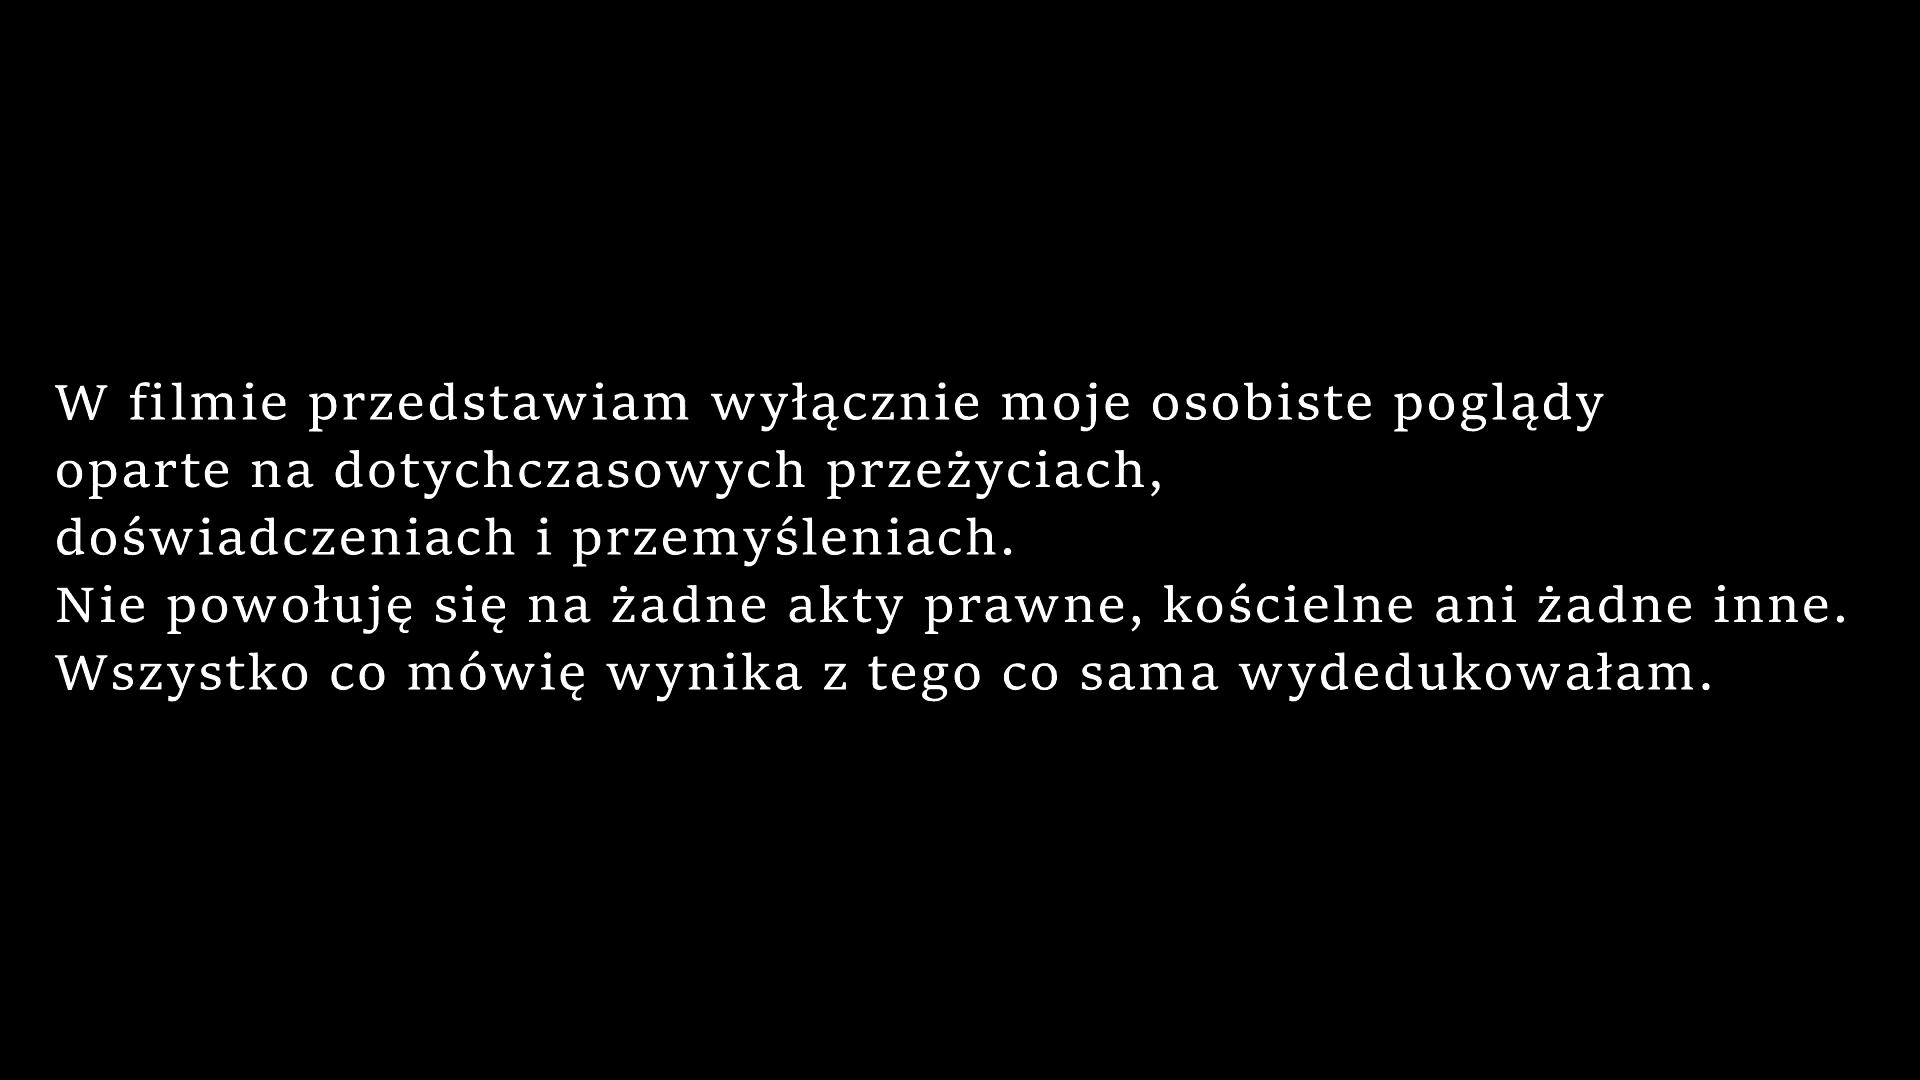 W filmie przedstawiam wyłącznie moje osobiste poglądy
oparte na dotychczasowych przeżyciach,
doświadczeniach i przemyśleniach.
Nie powołuję się na żadne akty prawne, kościelne ani żadne inne.
Wszystko co mówię wynika z tego co sama wydedukowałam.